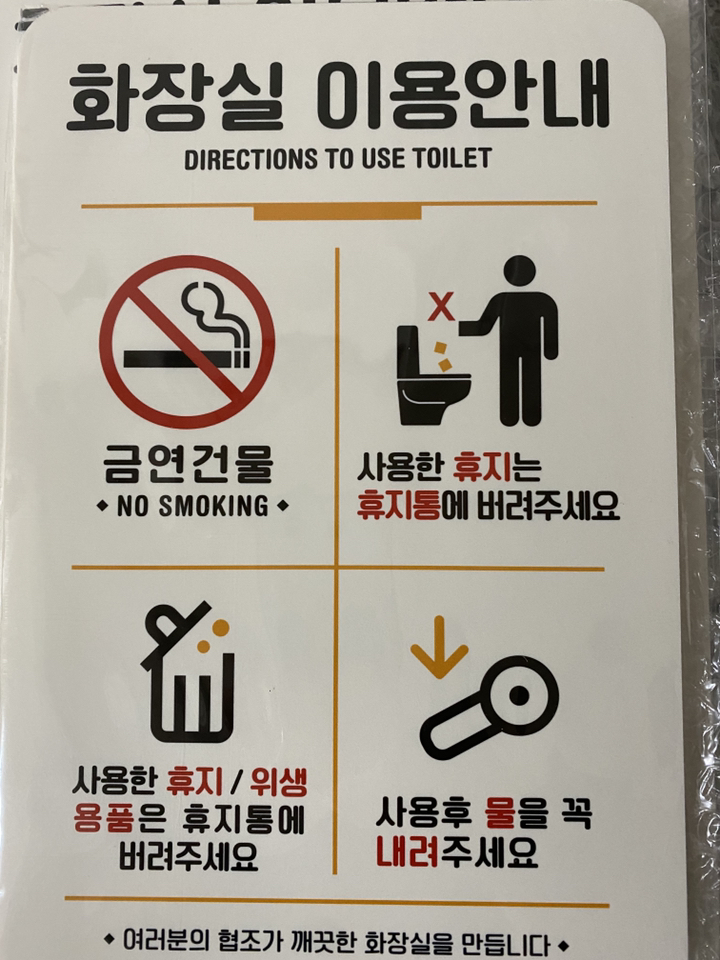 화장실 이용안내
DIRECTIONS TO USE TOILET
금연건물
◆ NO SMOKING ◆
X
사용한 휴지는
휴지통에 버려주세요
사용한 휴지 / 위생
용품은 휴지통에
버려주세요
사용후 물을 꼭
내려주세요
◆ 여러분의 협조가 깨끗한 화장실을 만듭니다 ◆